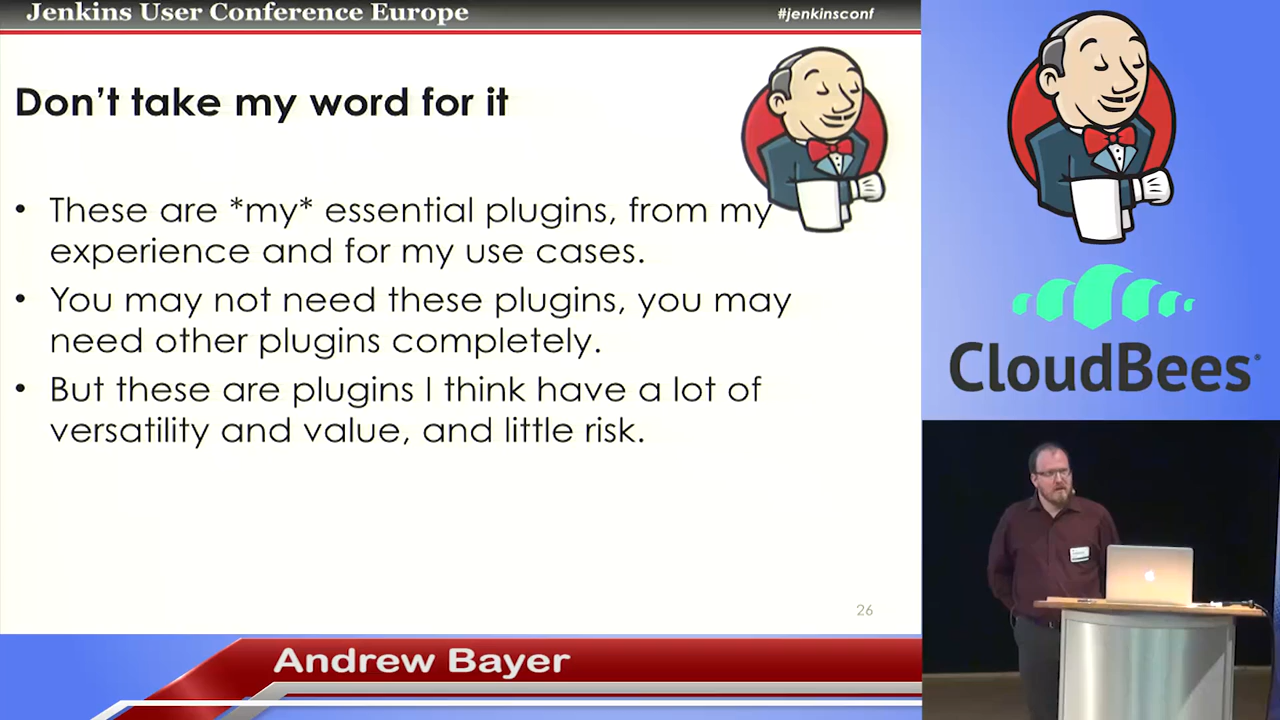 Jenkins User Conference Europe
#jenkinsconf
Don't take my word for it
• These are *my* essential plugins, from my
experience and for my use cases.
• You may not need these plugins, you may
need other plugins completely.
• But these are plugins I think have a lot of
versatility and value, and little risk.
26
Andrew Bayer
CloudBees